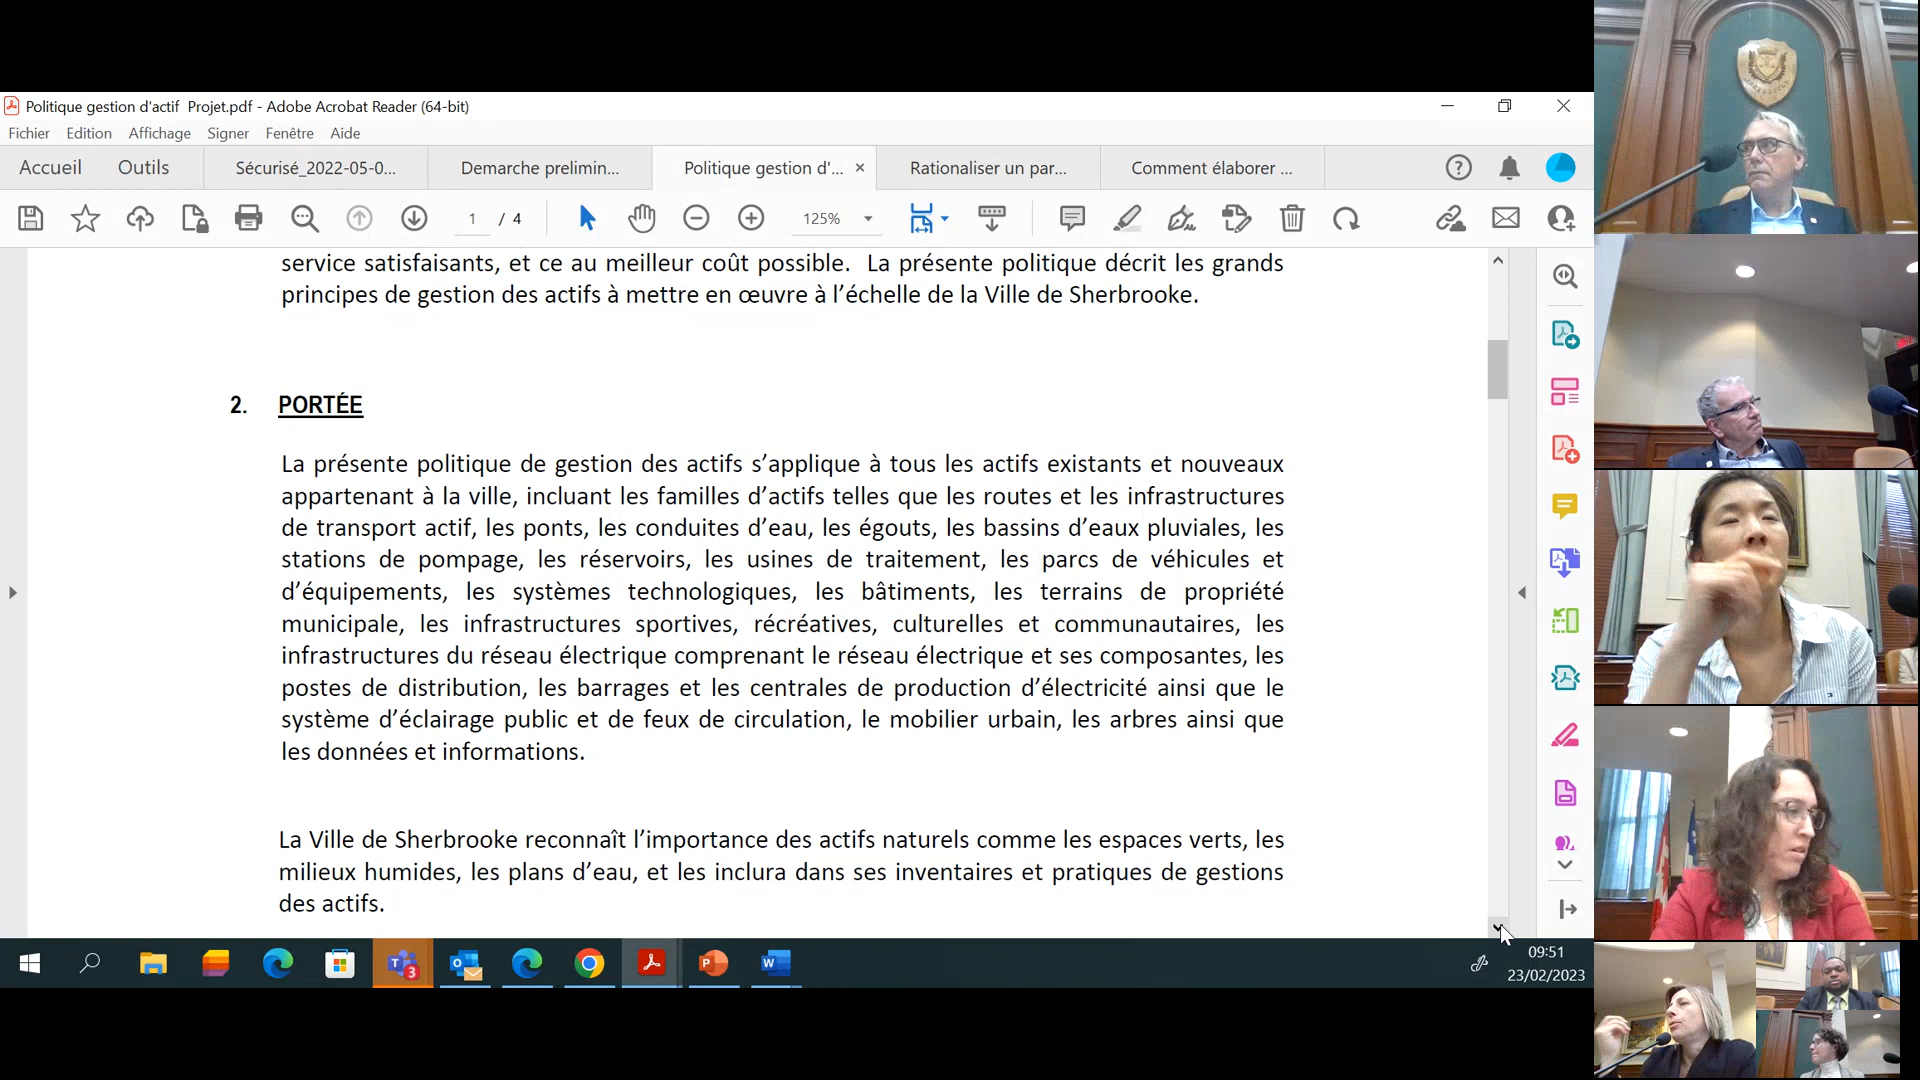 Politique gestion d'actif  Projet.pdf - Adobe Acrobat Reader (64-bit)
Fichier Edition Affichage Signer Fenêtre Aide
Accueil Outils Sécurisé_2022-05-0... Demarche prelimin... Politique gestion d'... × Rationaliser un par... Comment élaborer ...
1 / 4 125%
service satisfaisants, et ce au meilleur coût possible.  La présente politique décrit les grands
principes de gestion des actifs à mettre en œuvre à l’échelle de la Ville de Sherbrooke.
2. PORTÉE
La présente politique de gestion des actifs s’applique à tous les actifs existants et nouveaux
appartenant à la ville, incluant les familles d’actifs telles que les routes et les infrastructures
de transport actif, les ponts, les conduites d’eau, les égouts, les bassins d’eaux pluviales, les
stations de pompage, les réservoirs, les usines de traitement, les parcs de véhicules et
d’équipements, les systèmes technologiques, les bâtiments, les terrains de propriété
municipale, les infrastructures sportives, récréatives, culturelles et communautaires, les
infrastructures du réseau électrique comprenant le réseau électrique et ses composantes, les
postes de distribution, les barrages et les centrales de production d’électricité ainsi que le
système d’éclairage public et de feux de circulation, le mobilier urbain, les arbres ainsi que
les données et informations.
La Ville de Sherbrooke reconnaît l’importance des actifs naturels comme les espaces verts, les
milieux humides, les plans d’eau, et les inclura dans ses inventaires et pratiques de gestions
des actifs.
3
09:51
23/02/2023